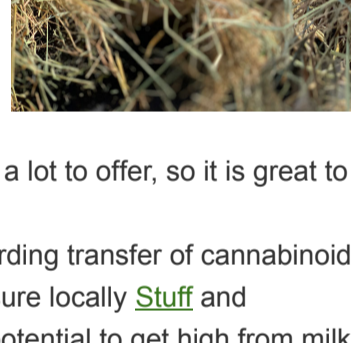 a lot to offer, so it is great to
rding transfer of cannabinoid
ure locally Stuff and
otential to get high from milk